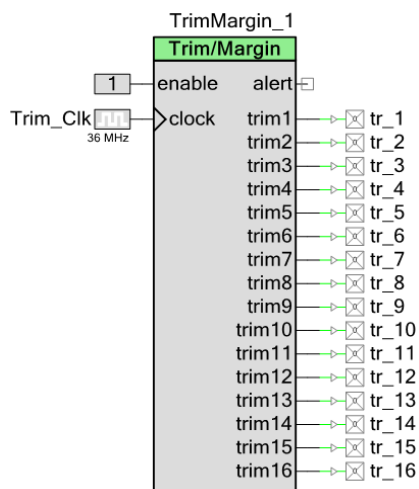 TrimMargin_1
Trim/Margin
1 enable alert
Trim_Clk clock trim1 tr_1
36 MHz
trim2 tr_2
trim3 tr_3
trim4 tr_4
trim5 tr_5
trim6 tr_6
trim7 tr_7
trim8 tr_8
trim9 tr_9
trim10 tr_10
trim11 tr_11
trim12 tr_12
trim13 tr_13
trim14 tr_14
trim15 tr_15
trim16 tr_16